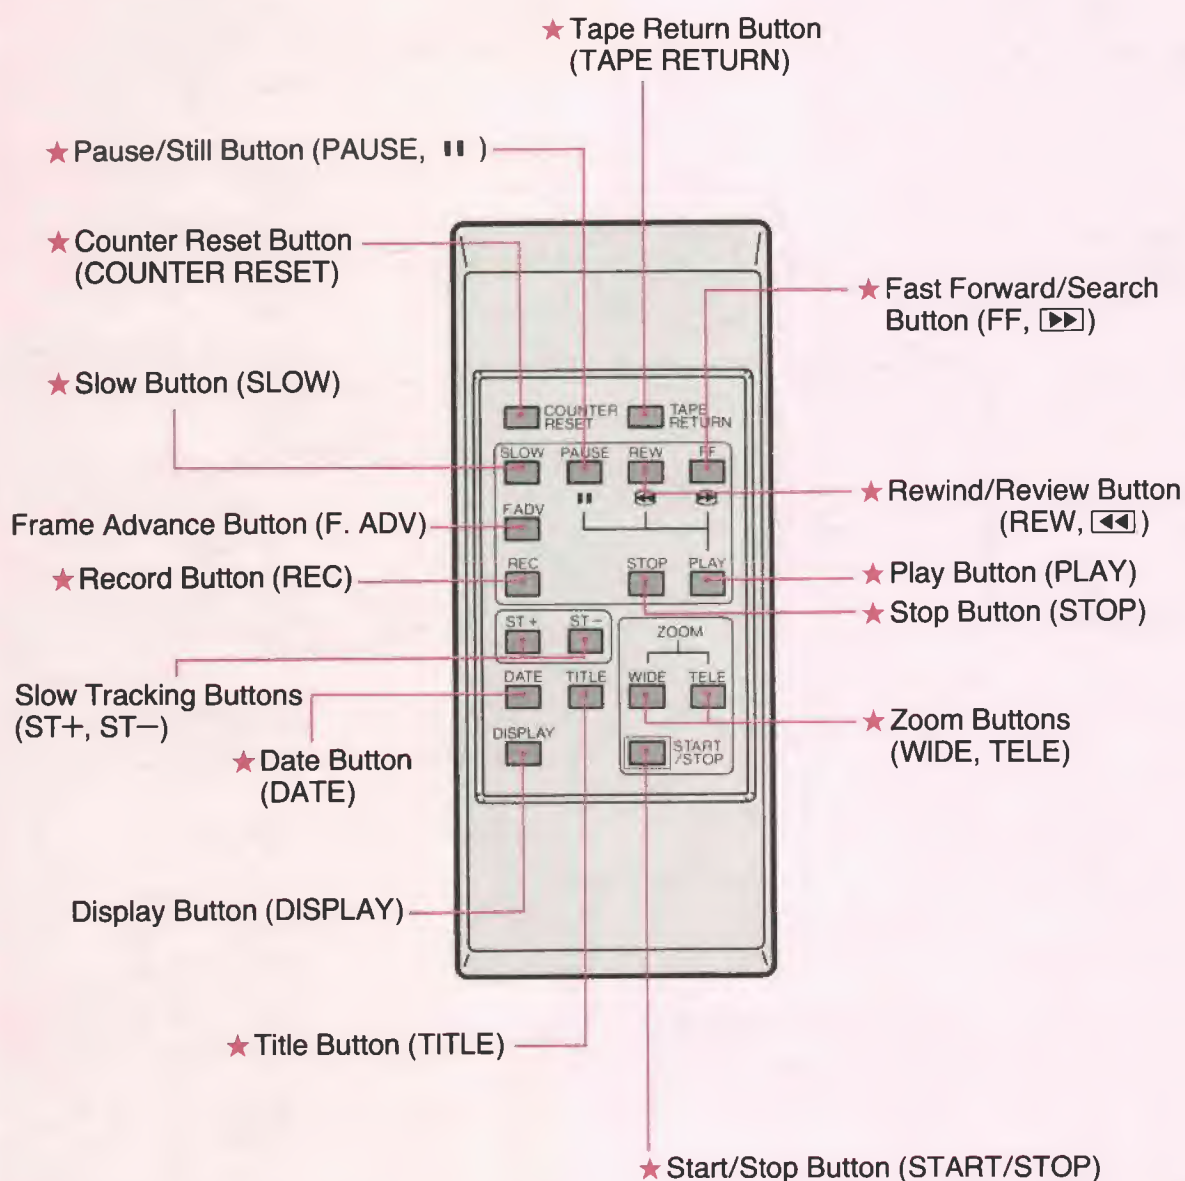 ★ Tape Return Button
(TAPE RETURN)
★ Pause/Still Button (PAUSE, ▮▮ )
★ Counter Reset Button
(COUNTER RESET)
★ Fast Forward/Search
Button (FF, ▶▶)
★ Slow Button (SLOW)
COUNTER
RESET
TAPE
RETURN
SLOW PAUSE REW FF
★ Rewind/Review Button
(REW, ◀◀)
Frame Advance Button (F. ADV)
F.ADV
★ Record Button (REC)
REC STOP PLAY
★ Play Button (PLAY)
★ Stop Button (STOP)
ST + ST −
ZOOM
Slow Tracking Buttons
(ST+, ST−)
DATE TITLE WIDE TELE
★ Zoom Buttons
(WIDE, TELE)
★ Date Button
(DATE)
DISPLAY
START
/STOP
Display Button (DISPLAY)
★ Title Button (TITLE)
★ Start/Stop Button (START/STOP)